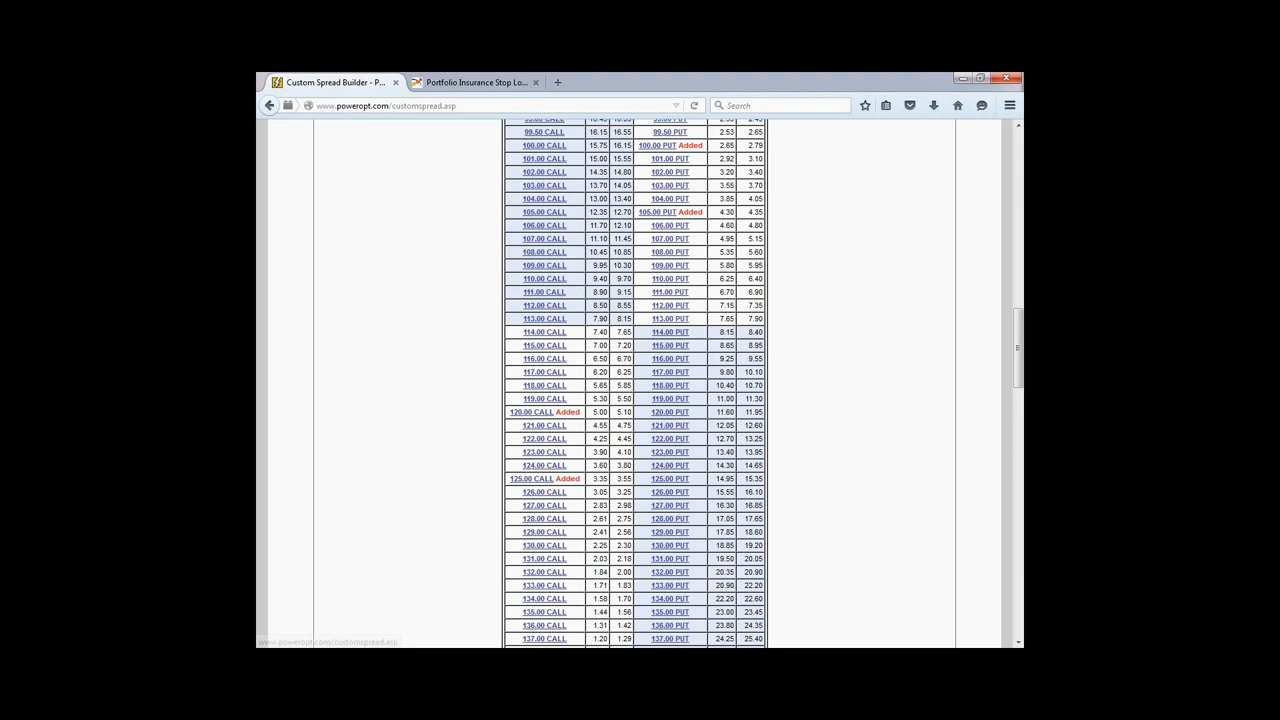 Custom Spread Builder - P...
Portfolio Insurance Stop Lo...
www.poweropt.com/customspread.asp
Search
99.50 CALL 16.15 16.55 99.50 PUT 2.53 2.65
100.00 CALL 15.75 16.15 100.00 PUT Added 2.65 2.79
101.00 CALL 15.00 15.55 101.00 PUT 2.92 3.10
102.00 CALL 14.35 14.80 102.00 PUT 3.20 3.40
103.00 CALL 13.70 14.05 103.00 PUT 3.55 3.70
104.00 CALL 13.00 13.40 104.00 PUT 3.85 4.05
105.00 CALL 12.35 12.70 105.00 PUT Added 4.30 4.35
106.00 CALL 11.70 12.10 106.00 PUT 4.60 4.80
107.00 CALL 11.10 11.45 107.00 PUT 4.95 5.15
108.00 CALL 10.45 10.85 108.00 PUT 5.35 5.60
109.00 CALL 9.95 10.30 109.00 PUT 5.80 5.95
110.00 CALL 9.40 9.70 110.00 PUT 6.25 6.40
111.00 CALL 8.90 9.15 111.00 PUT 6.70 6.90
112.00 CALL 8.50 8.55 112.00 PUT 7.15 7.35
113.00 CALL 7.90 8.15 113.00 PUT 7.65 7.90
114.00 CALL 7.40 7.65 114.00 PUT 8.15 8.40
115.00 CALL 7.00 7.20 115.00 PUT 8.65 8.95
116.00 CALL 6.50 6.70 116.00 PUT 9.25 9.55
117.00 CALL 6.20 6.25 117.00 PUT 9.80 10.10
118.00 CALL 5.65 5.85 118.00 PUT 10.40 10.70
119.00 CALL 5.30 5.50 119.00 PUT 11.00 11.30
120.00 CALL Added 5.00 5.10 120.00 PUT 11.60 11.95
121.00 CALL 4.55 4.75 121.00 PUT 12.05 12.60
122.00 CALL 4.25 4.45 122.00 PUT 12.70 13.25
123.00 CALL 3.90 4.10 123.00 PUT 13.40 13.95
124.00 CALL 3.60 3.80 124.00 PUT 14.30 14.65
125.00 CALL Added 3.35 3.55 125.00 PUT 14.95 15.35
126.00 CALL 3.05 3.25 126.00 PUT 15.55 16.10
127.00 CALL 2.83 2.98 127.00 PUT 16.30 16.85
128.00 CALL 2.61 2.75 128.00 PUT 17.05 17.65
129.00 CALL 2.41 2.56 129.00 PUT 17.85 18.60
130.00 CALL 2.25 2.30 130.00 PUT 18.85 19.20
131.00 CALL 2.03 2.18 131.00 PUT 19.50 20.05
132.00 CALL 1.84 2.00 132.00 PUT 20.35 20.90
133.00 CALL 1.71 1.83 133.00 PUT 20.90 22.20
134.00 CALL 1.58 1.70 134.00 PUT 22.20 22.60
135.00 CALL 1.44 1.56 135.00 PUT 23.00 23.45
136.00 CALL 1.31 1.42 136.00 PUT 23.80 24.35
137.00 CALL 1.20 1.29 137.00 PUT 24.25 25.40
www.poweropt.com/customspread.asp